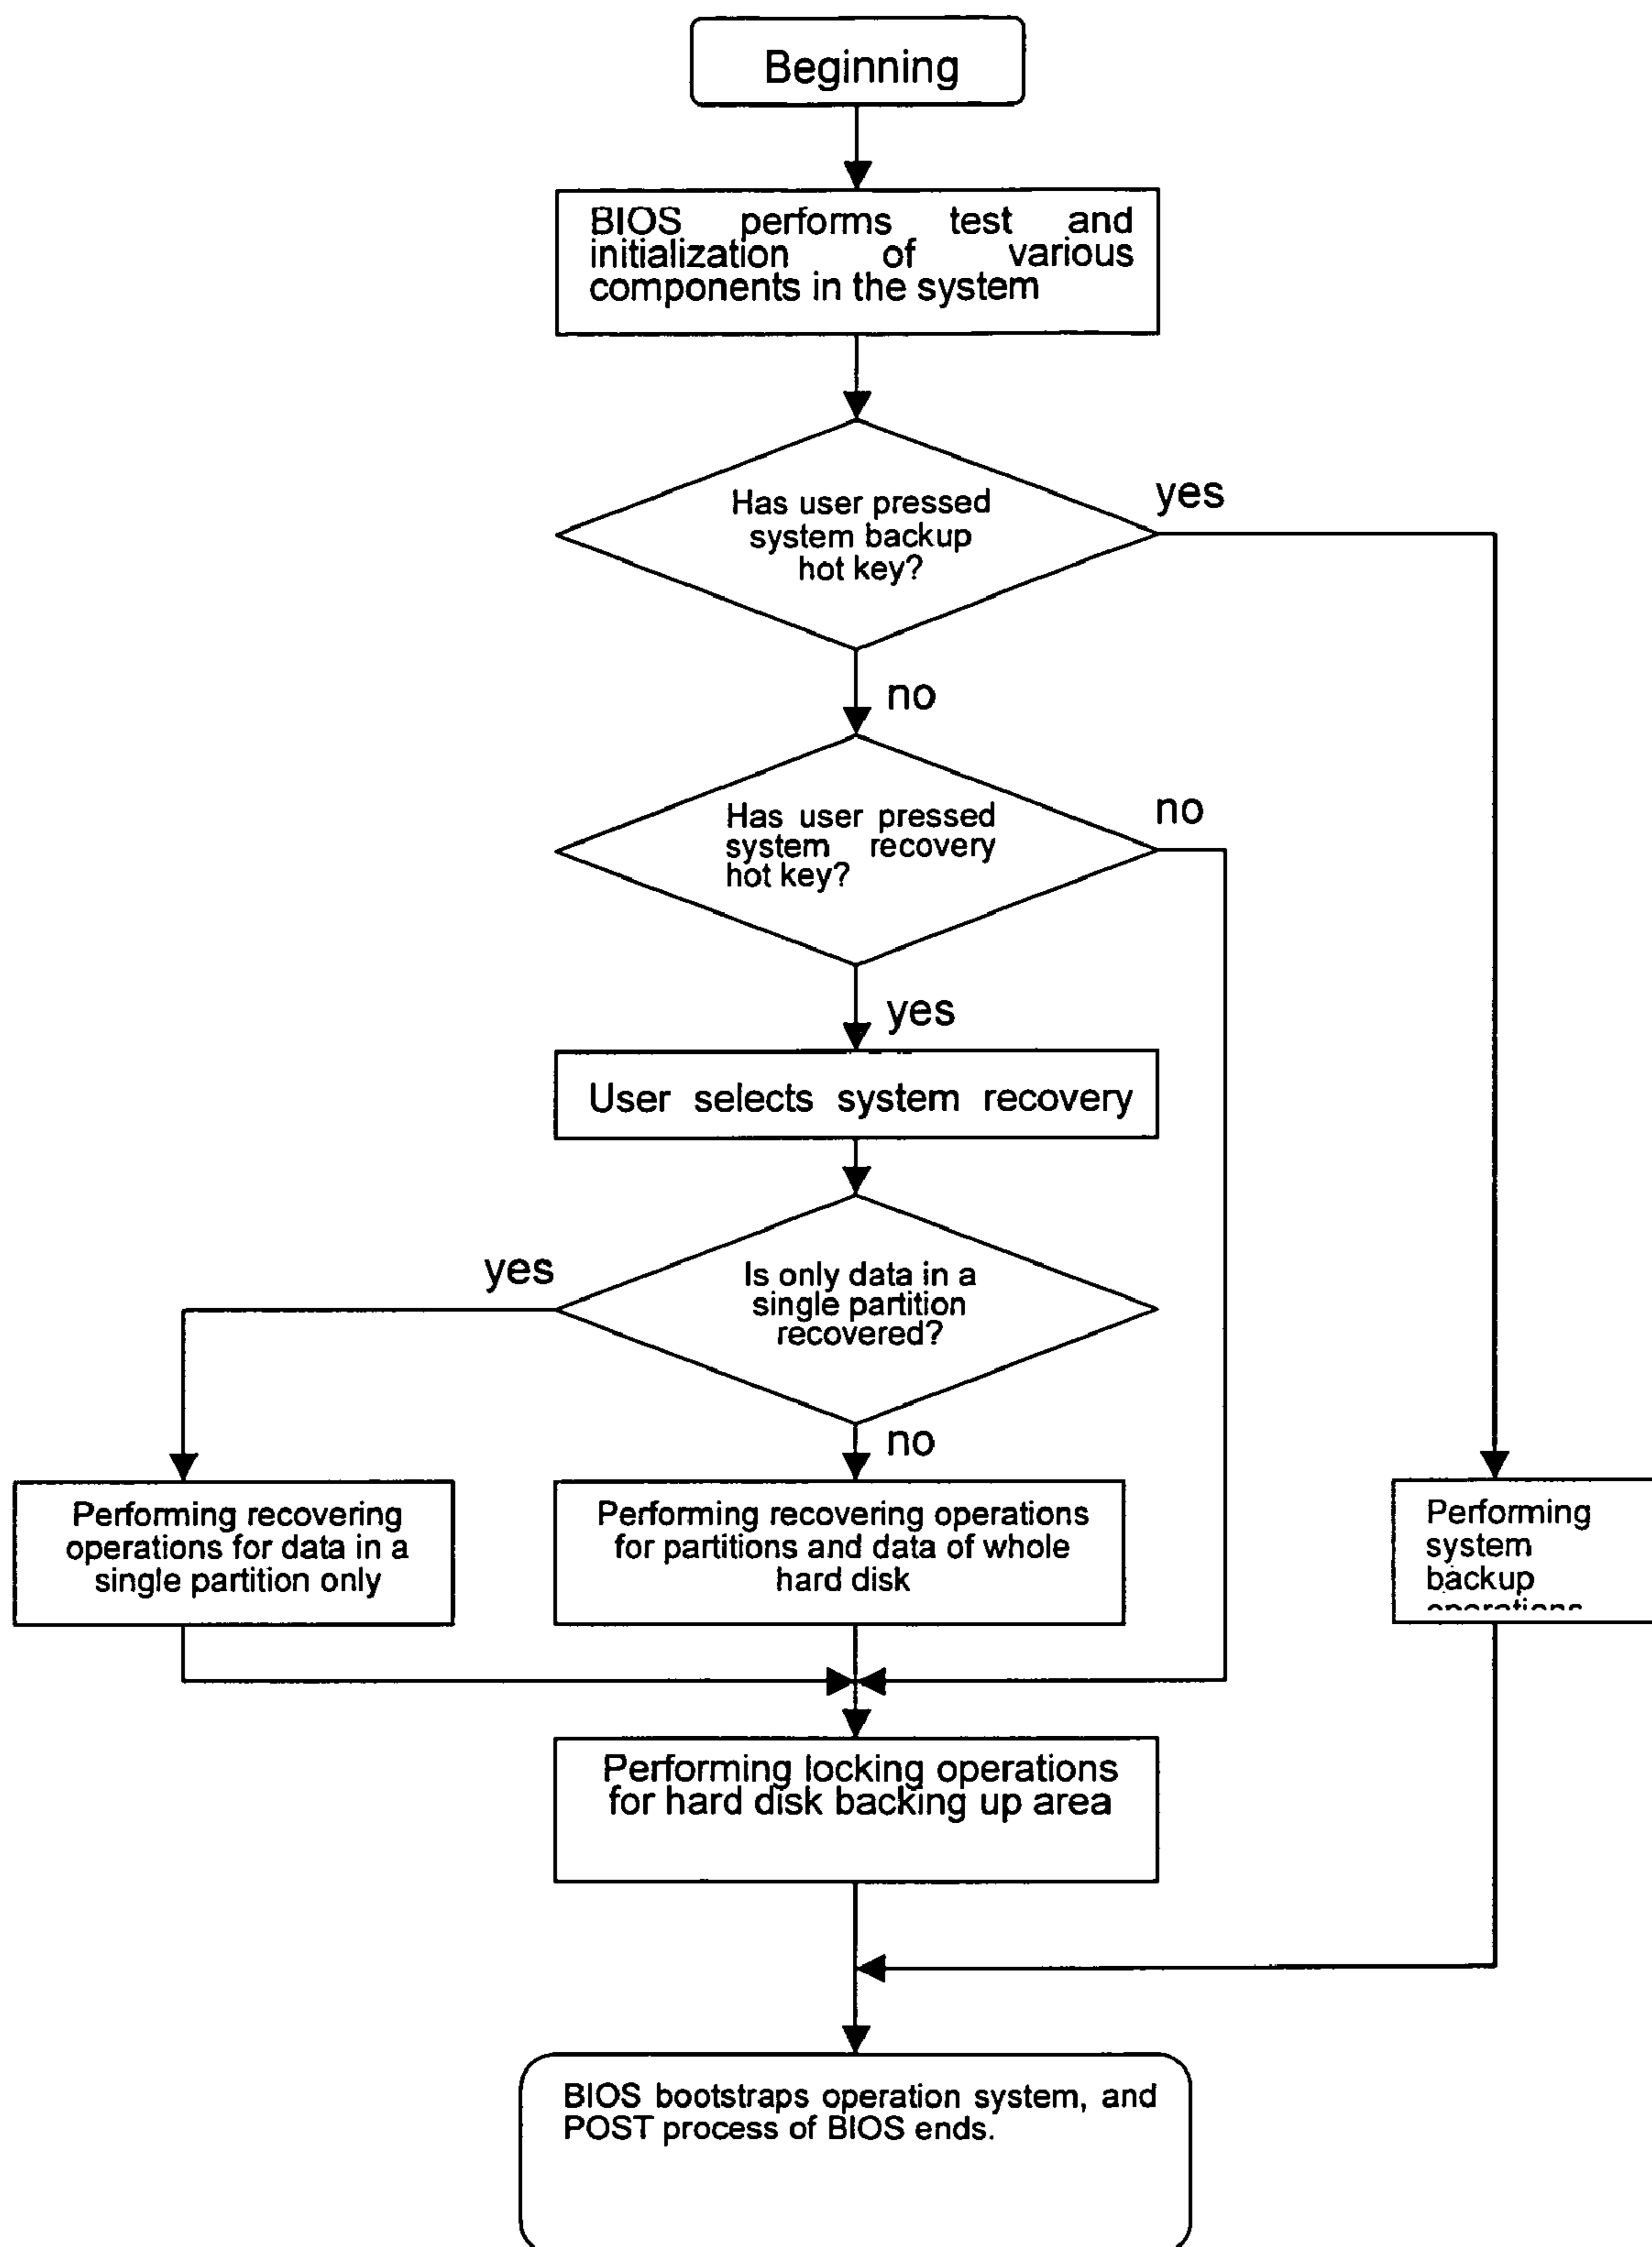 Beginning
BIOS performs test and
initialization of various
components in the system
Has user pressed
system backup
hot key?
yes
no
Has user pressed
system recovery
hot key?
no
yes
User selects system recovery
Is only data in a
single partition
recovered?
yes
no
Performing recovering
operations for data in a
single partition only
Performing recovering operations
for partitions and data of whole
hard disk
Performing
system
backup
Performing locking operations
for hard disk backing up area
BIOS bootstraps operation system, and
POST process of BIOS ends.